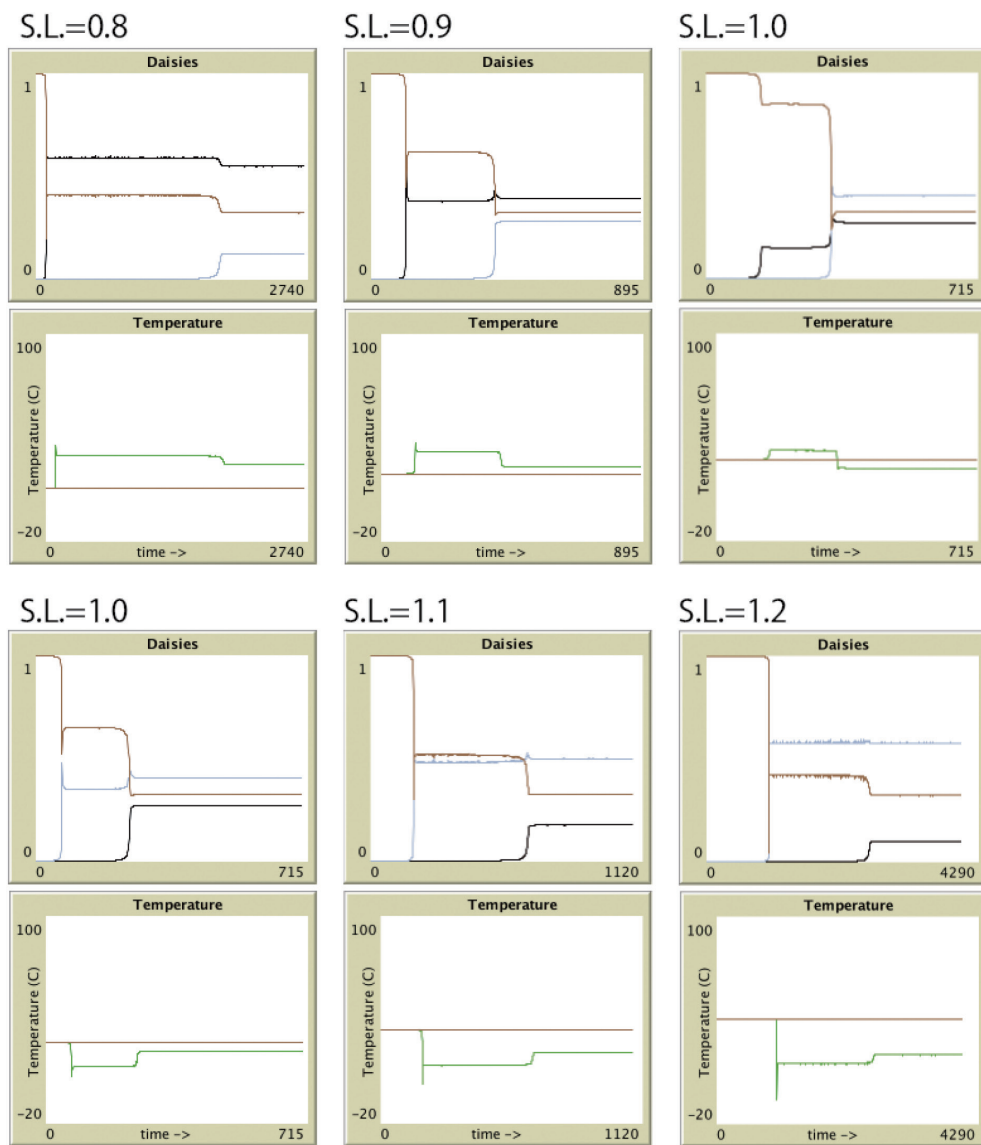 S.L.=0.8
Daisies
1
0
0 2740
Temperature
100
Temperature (C)
-20
0 time -> 2740
S.L.=0.9
Daisies
1
0
0 895
Temperature
100
Temperature (C)
-20
0 time -> 895
S.L.=1.0
Daisies
1
0
0 715
Temperature
100
Temperature (C)
-20
0 time -> 715
S.L.=1.0
Daisies
1
0
0 715
Temperature
100
Temperature (C)
-20
0 time -> 715
S.L.=1.1
Daisies
1
0
0 1120
Temperature
100
Temperature (C)
-20
0 time -> 1120
S.L.=1.2
Daisies
1
0
0 4290
Temperature
100
Temperature (C)
-20
0 time -> 4290